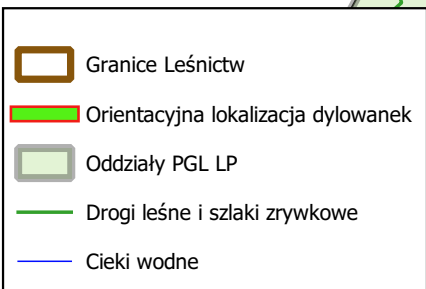 Granice Leśnictw
Orientacyjna lokalizacja dylowanek
Oddziały PGL LP
Drogi leśne i szlaki zrywkowe
Cieki wodne